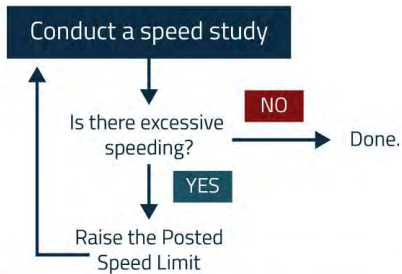 Conduct a speed study
NO
Is there excessive
speeding?
Done.
YES
Raise the Posted
Speed Limit